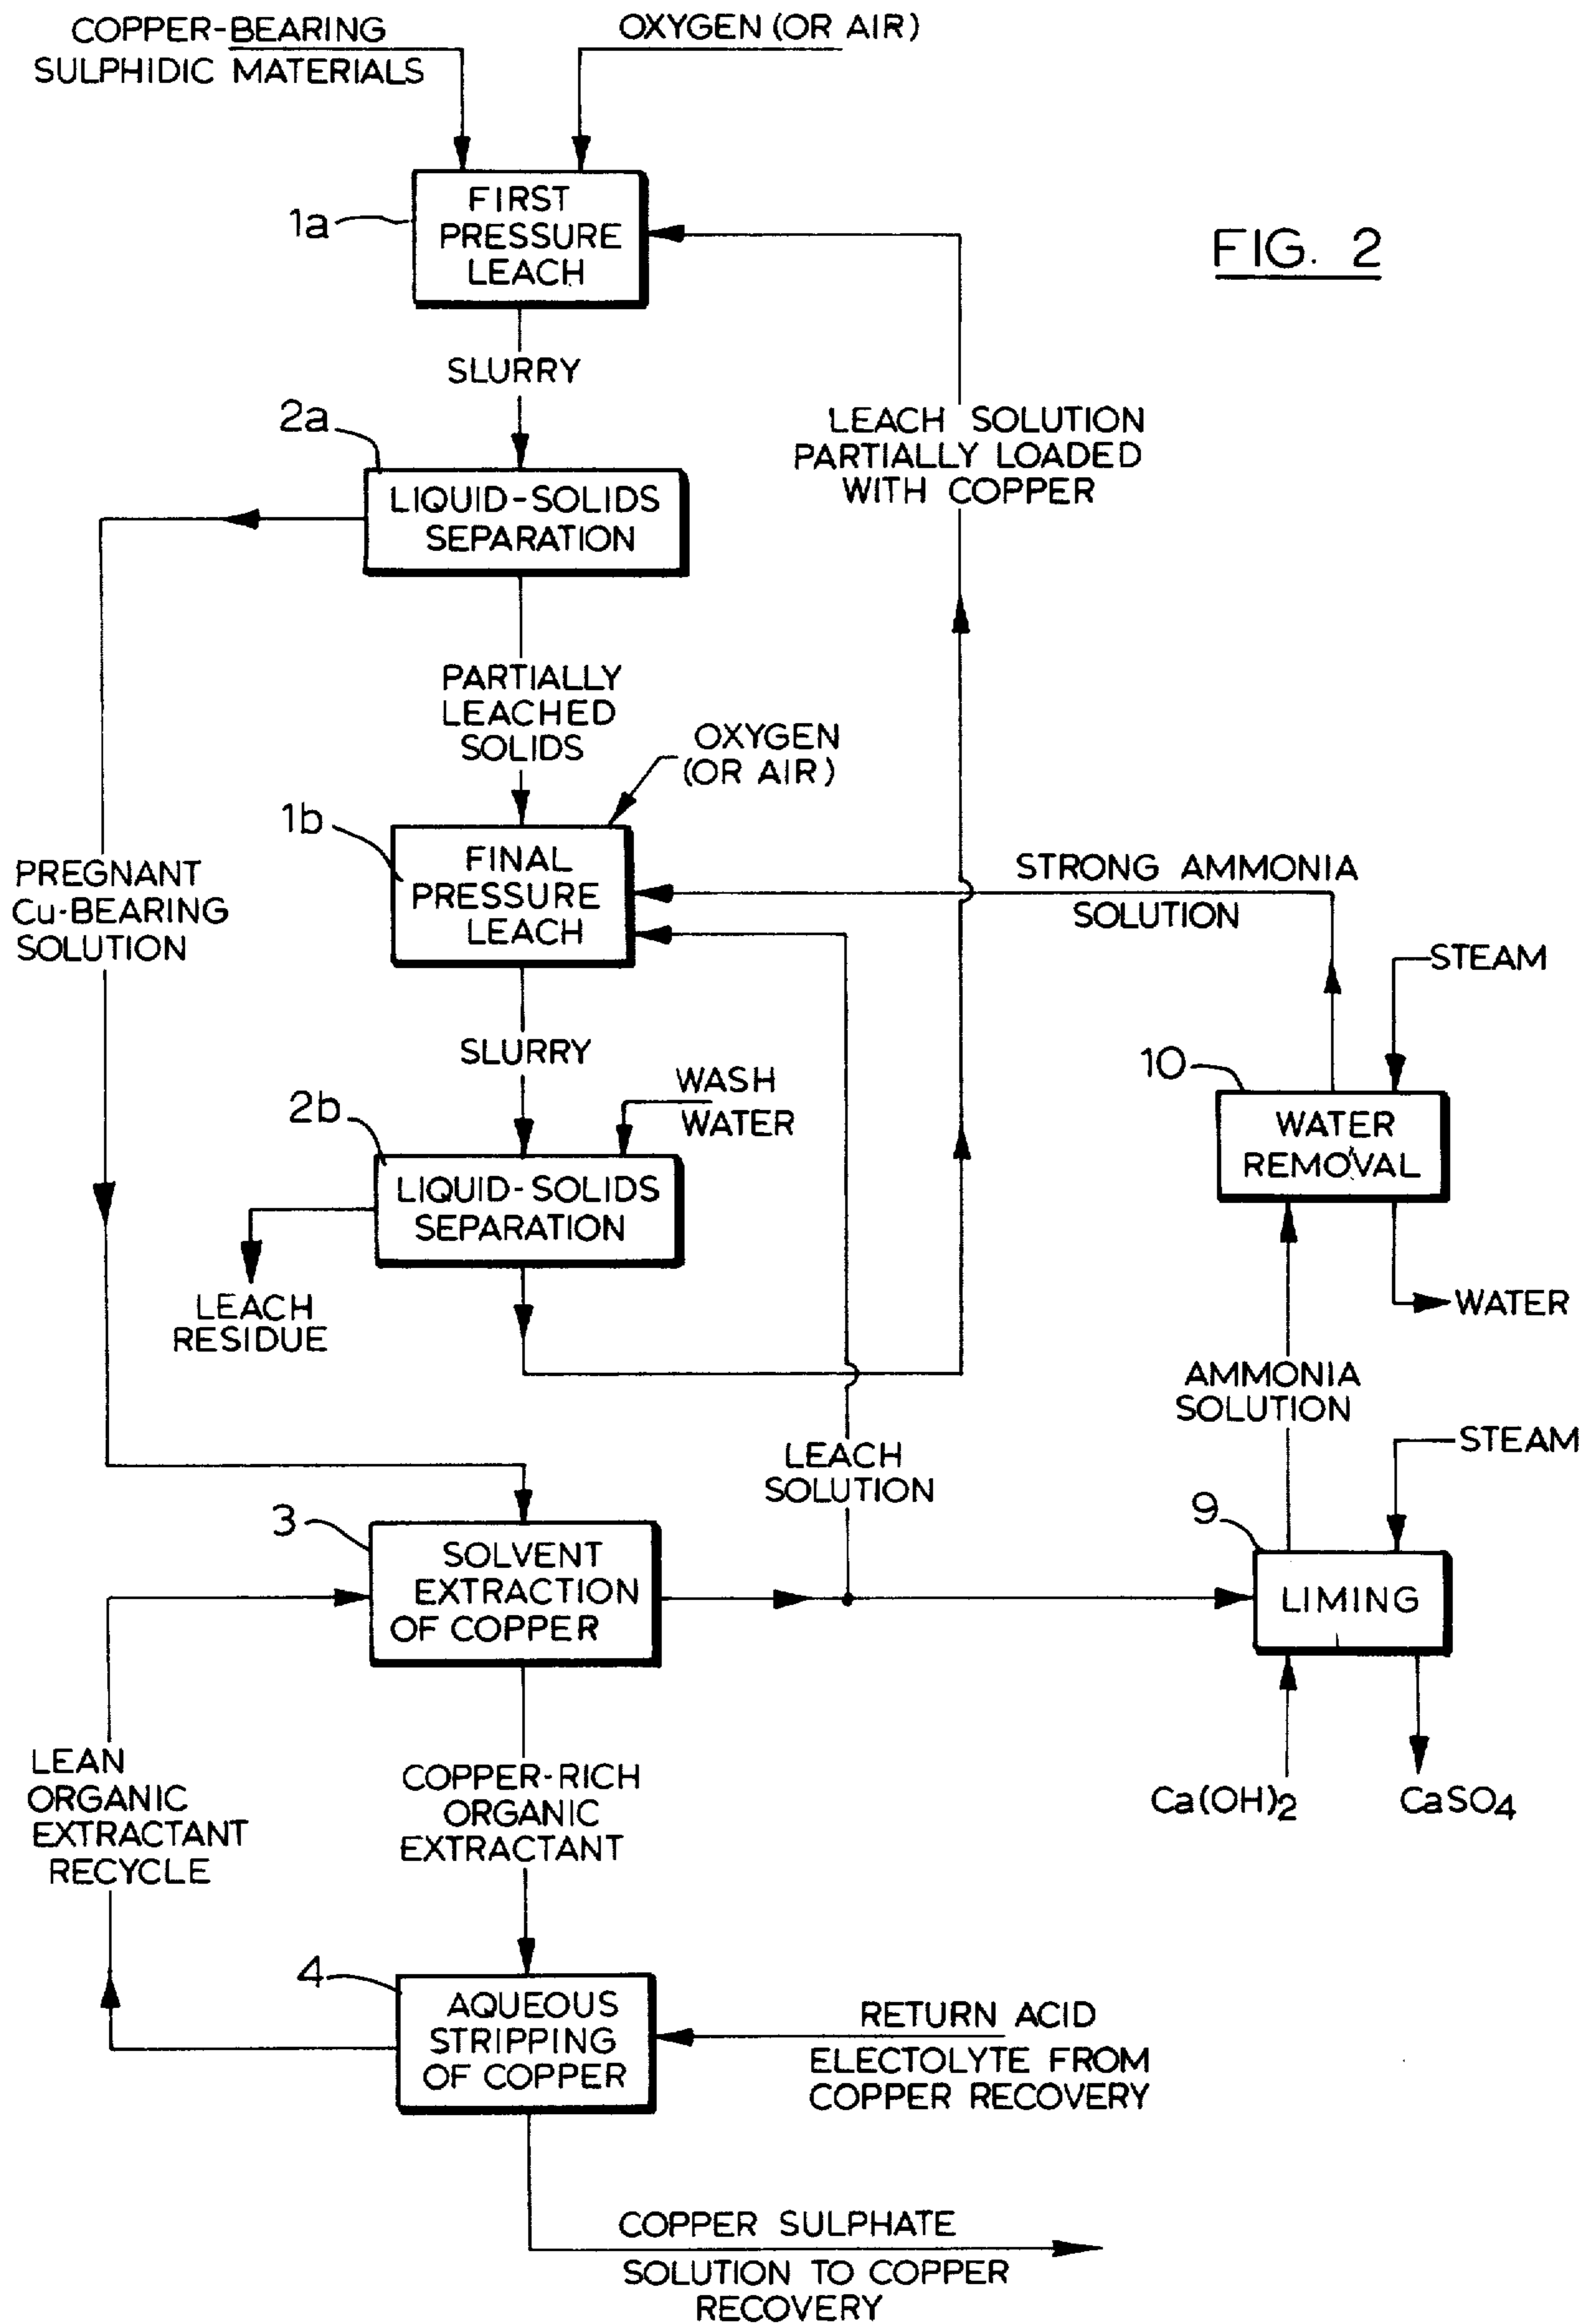 COPPER-BEARING
SULPHIDIC MATERIALS
OXYGEN (OR AIR)
1a
FIRST
PRESSURE
LEACH
FIG. 2
SLURRY
2a
LIQUID-SOLIDS
SEPARATION
LEACH SOLUTION
PARTIALLY LOADED
WITH COPPER
PARTIALLY
LEACHED
SOLIDS
OXYGEN
(OR AIR)
1b
FINAL
PRESSURE
LEACH
STRONG AMMONIA
SOLUTION
PREGNANT
Cu-BEARING
SOLUTION
STEAM
SLURRY
WASH
WATER
10
WATER
REMOVAL
2b
LIQUID-SOLIDS
SEPARATION
LEACH
RESIDUE
WATER
AMMONIA
SOLUTION
STEAM
LEACH
SOLUTION
3
SOLVENT
EXTRACTION
OF COPPER
9
LIMING
Ca(OH)2
CaSO4
LEAN
ORGANIC
EXTRACTANT
RECYCLE
COPPER-RICH
ORGANIC
EXTRACTANT
4
AQUEOUS
STRIPPING
OF COPPER
RETURN ACID
ELECTOLYTE FROM
COPPER RECOVERY
COPPER SULPHATE
SOLUTION TO COPPER
RECOVERY